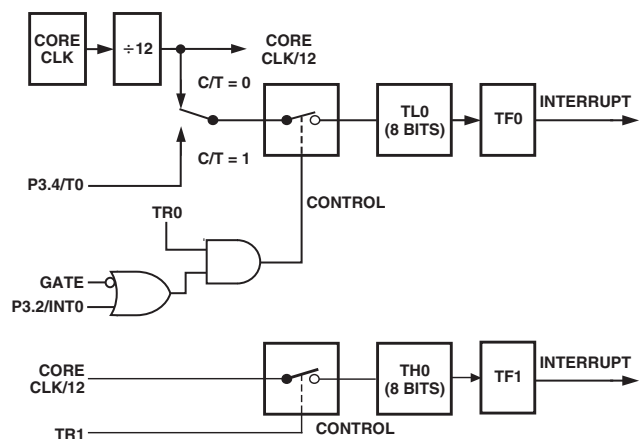 CORE
CLK
÷12
CORE
CLK/12
C/T = 0
C/T = 1
P3.4/T0
TL0
(8 BITS)
TF0
INTERRUPT
TR0
CONTROL
GATE
P3.2/INT0
CORE
CLK/12
TH0
(8 BITS)
TF1
INTERRUPT
TR1
CONTROL